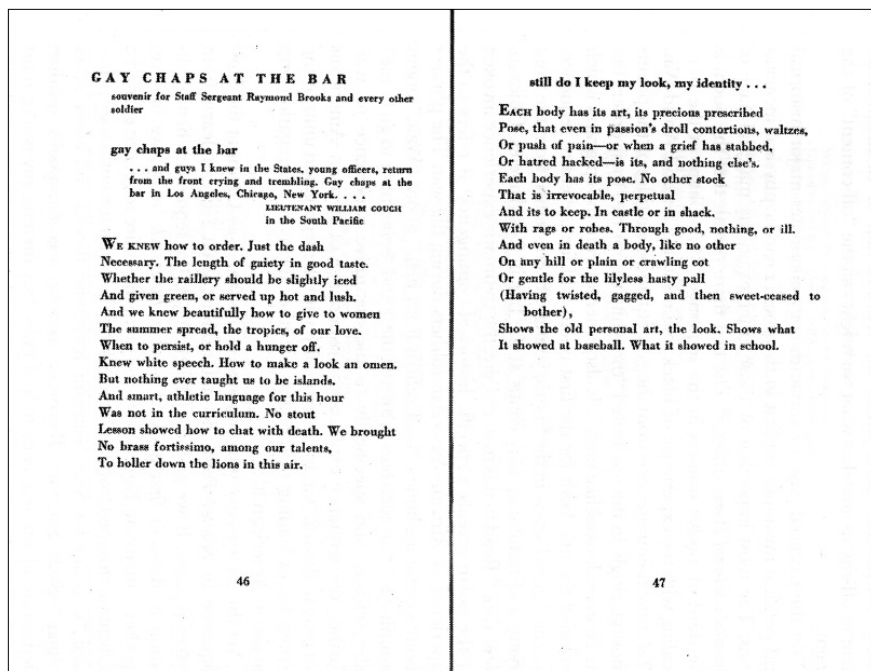 GAY CHAPS AT THE BAR
souvenir for Staff Sergeant Raymond Brooks and every other
soldier
gay chaps at the bar
. . . and guys I knew in the States, young officers, return
from the front crying and trembling. Gay chaps at the
bar in Los Angeles, Chicago, New York. . . .
LIEUTENANT WILLIAM COUCH
in the South Pacific
WE KNEW how to order. Just the dash
Necessary. The length of gaiety in good taste.
Whether the raillery should be slightly iced
And given green, or served up hot and lush.
And we knew beautifully how to give to women
The summer spread, the tropics, of our love.
When to persist, or hold a hunger off.
Knew white speech. How to make a look an omen.
But nothing ever taught us to be islands.
And smart, athletic language for this hour
Was not in the curriculum. No stout
Lesson showed how to chat with death. We brought
No brass fortissimo, among our talents,
To holler down the lions in this air.
46
still do I keep my look, my identity . . .
EACH body has its art, its precious prescribed
Pose, that even in passion's droll contortions, waltzes,
Or push of pain—or when a grief has stabbed,
Or hatred hacked—is its, and nothing else's.
Each body has its pose. No other stock
That is irrevocable, perpetual
And its to keep. In castle or in shack.
With rags or robes. Through good, nothing, or ill.
And even in death a body, like no other
On any hill or plain or crawling cot
Or gentle for the lilyless hasty pall
(Having twisted, gagged, and then sweet-ceased to
bother),
Shows the old personal art, the look. Shows what
It showed at baseball. What it showed in school.
47